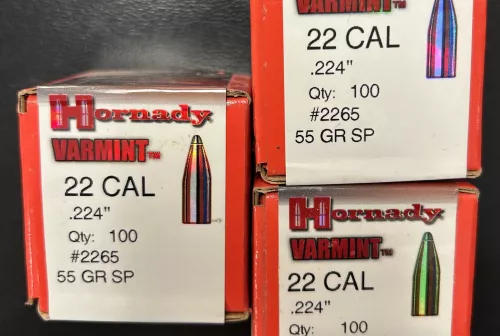 Hornady
VARMINT™
22 CAL
.224"
Qty: 100
#2265
55 GR SP
VARMINT™
22 CAL
.224"
Qty: 100
#2265
55 GR SP
Hornady
VARMINT™
22 CAL
.224"
Qty: 100